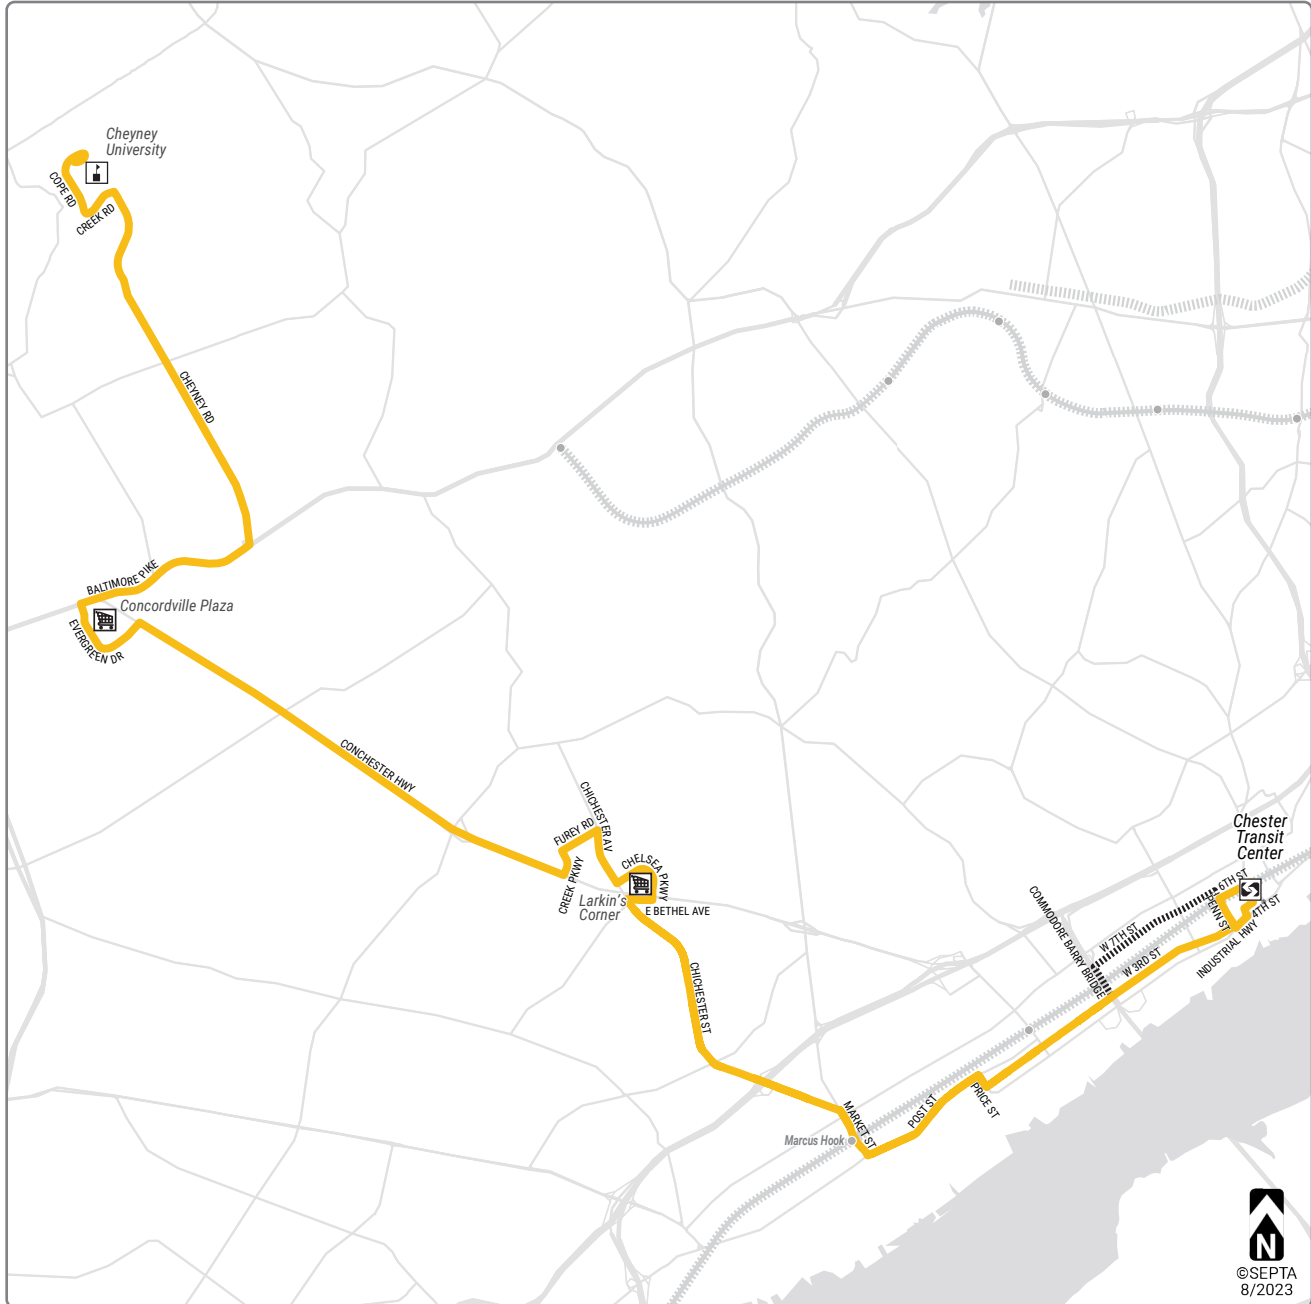 Cheyney
University
COPE RD
CREEK RD
CHEYNEY RD
BALTIMORE PIKE
Concordville Plaza
EVERGREEN DR
CONCHESTER HWY
CHICHESTER AV
FUREY RD
CREEK PKWY
CHELSEA PKWY
Larkin's
Corner
E BETHEL AVE
CHICHESTER ST
Chester
Transit
Center
6TH ST
PENN ST
4TH ST
COMMODORE BARRY BRIDGE
W 7TH ST
W 3RD ST
INDUSTRIAL HWY
MARKET ST
POST ST
PRICE ST
Marcus Hook
N
©SEPTA
8/2023